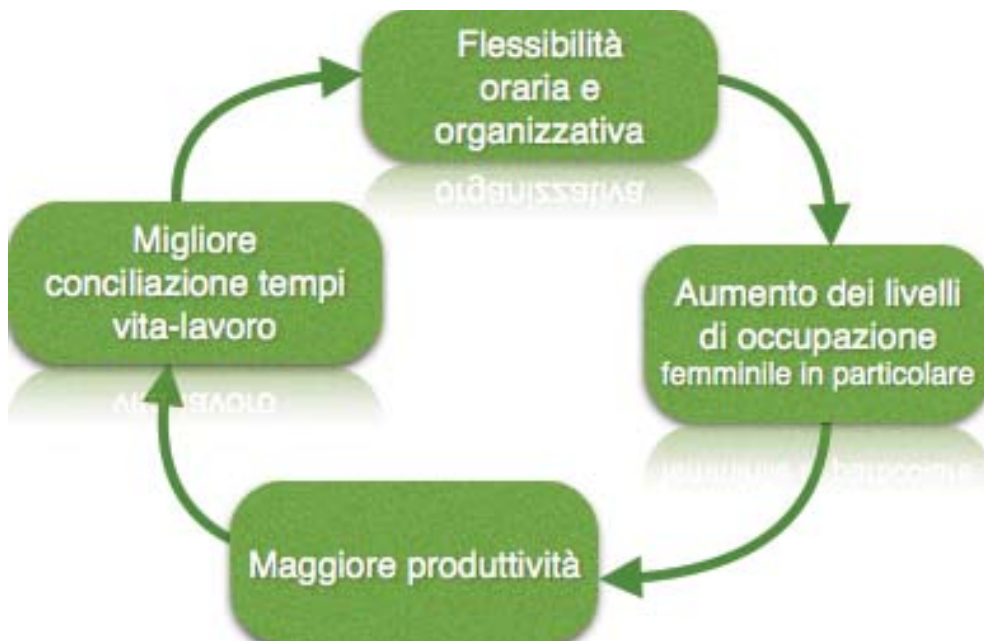 Flessibilità
oraria e
organizzativa
Migliore
conciliazione tempi
vita-lavoro
Aumento dei livelli
di occupazione
femminile in particolare
Maggiore produttività